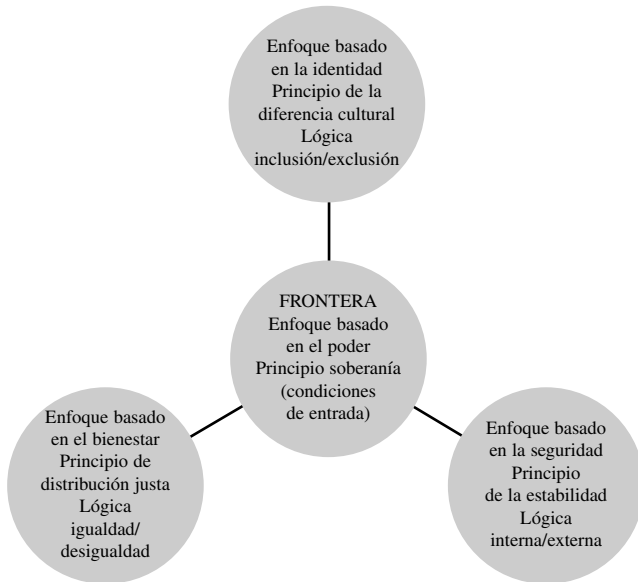 Enfoque basado
en la identidad
Principio de la
diferencia cultural
Lógica
inclusión/exclusión
FRONTERA
Enfoque basado
en el poder
Principio soberanía
(condiciones
de entrada)
Enfoque basado
en el bienestar
Principio de
distribución justa
Lógica
igualdad/
desigualdad
Enfoque basado
en la seguridad
Principio
de la estabilidad
Lógica
interna/externa